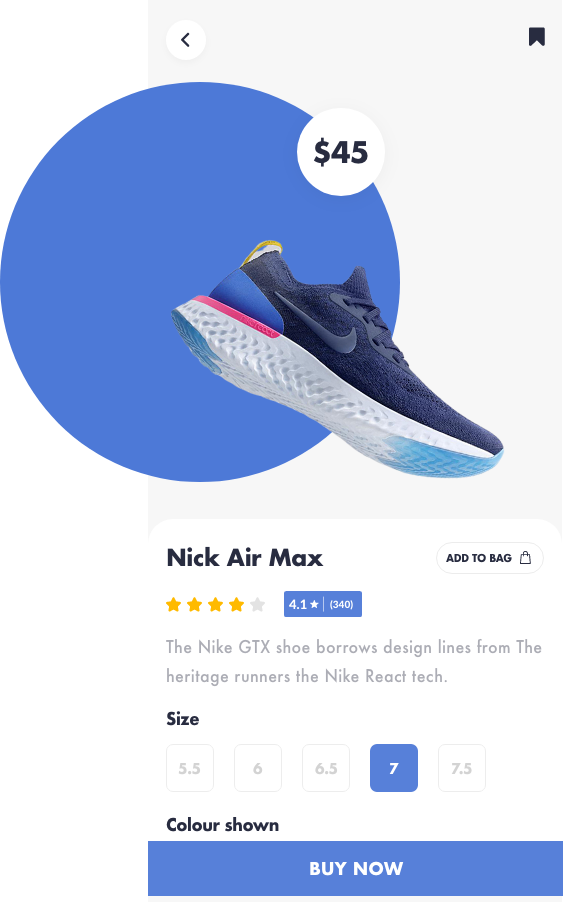 $45
Nick Air Max
ADD TO BAG
4.1 ★ (340)
The Nike GTX shoe borrows design lines from The
heritage runners the Nike React tech.
Size
5.5 6 6.5 7 7.5
Colour shown
BUY NOW